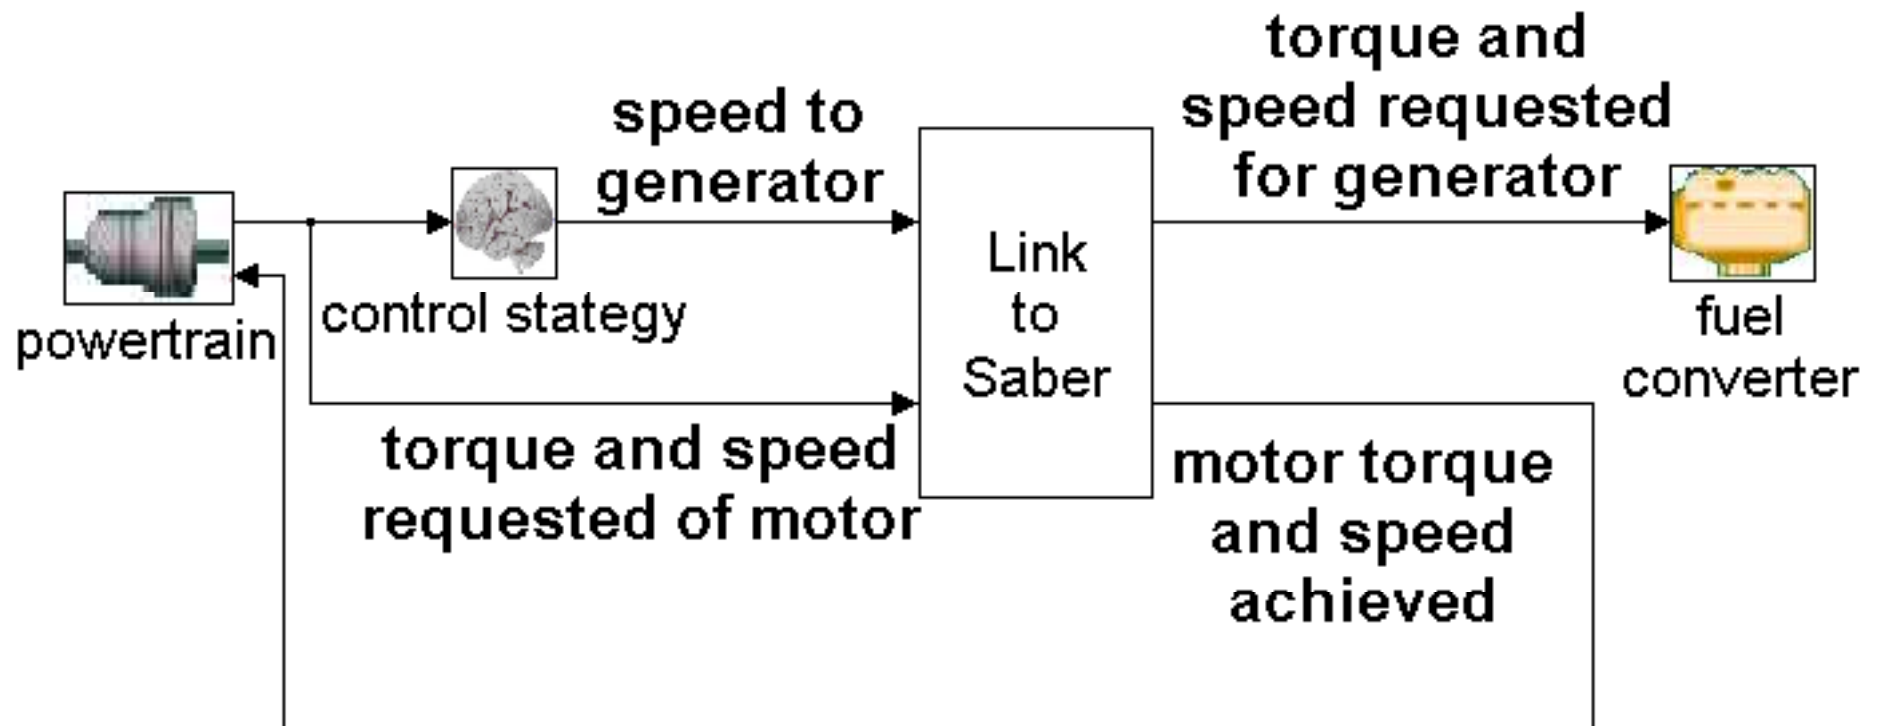 torque and
speed requested
for generator
speed to
generator
Link
to
Saber
powertrain
control stategy
fuel
converter
torque and speed
requested of motor
motor torque
and speed
achieved